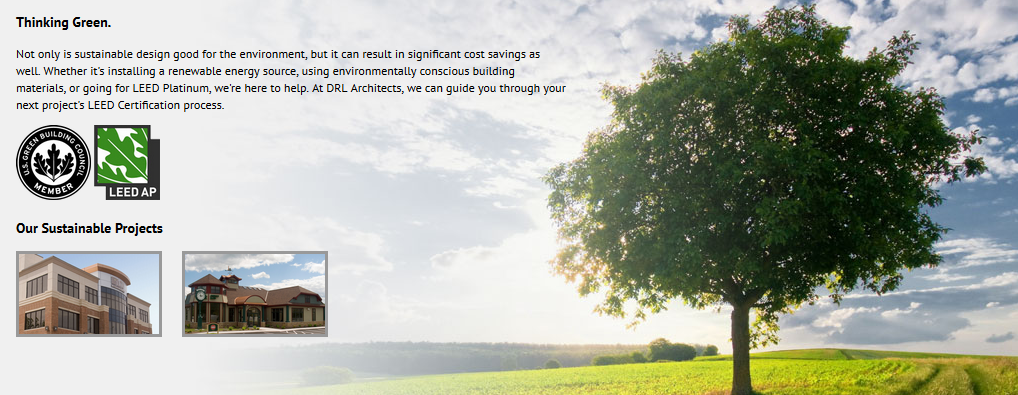 Thinking Green.
Not only is sustainable design good for the environment, but it can result in significant cost savings as
well. Whether it's installing a renewable energy source, using environmentally conscious building
materials, or going for LEED Platinum, we're here to help. At DRL Architects, we can guide you through your
next project's LEED Certification process.
U.S. GREEN BUILDING COUNCIL
MEMBER
LEED AP
Our Sustainable Projects